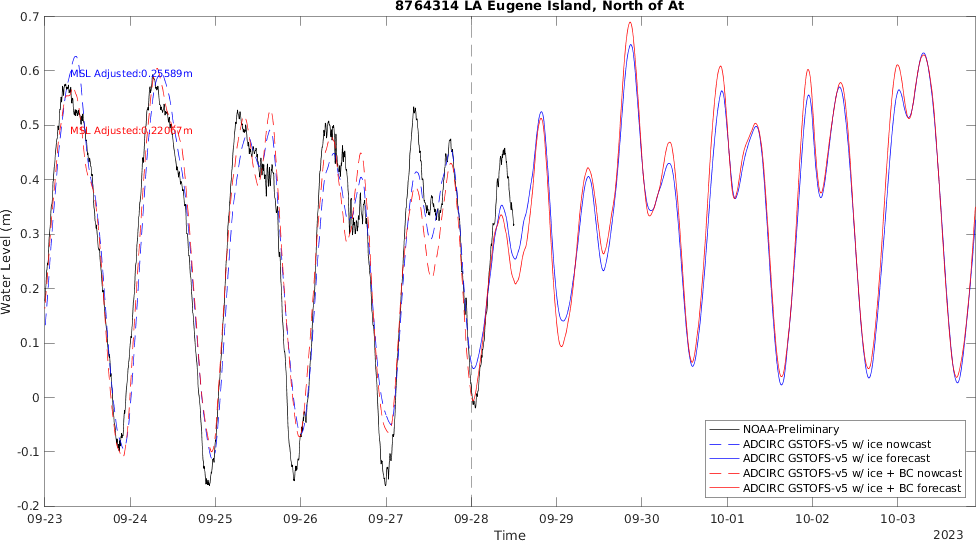 8764314 LA Eugene Island, North of At
0.7
0.6
0.5
0.4
0.3
0.2
0.1
0
-0.1
-0.2
Water Level (m)
MSL Adjusted:0.25589m
MSL Adjusted:0.22067m
NOAA-Preliminary
ADCIRC GSTOFS-v5 w/ ice nowcast
ADCIRC GSTOFS-v5 w/ ice forecast
ADCIRC GSTOFS-v5 w/ ice + BC nowcast
ADCIRC GSTOFS-v5 w/ ice + BC forecast
09-23 09-24 09-25 09-26 09-27 09-28 09-29 09-30 10-01 10-02 10-03
Time
2023